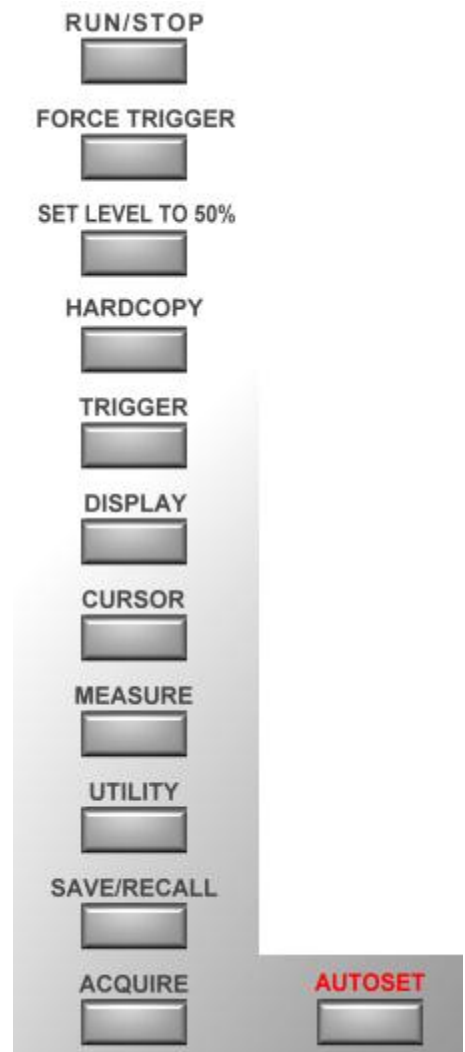 RUN/STOP
FORCE TRIGGER
SET LEVEL TO 50%
HARDCOPY
TRIGGER
DISPLAY
CURSOR
MEASURE
UTILITY
SAVE/RECALL
ACQUIRE
AUTOSET